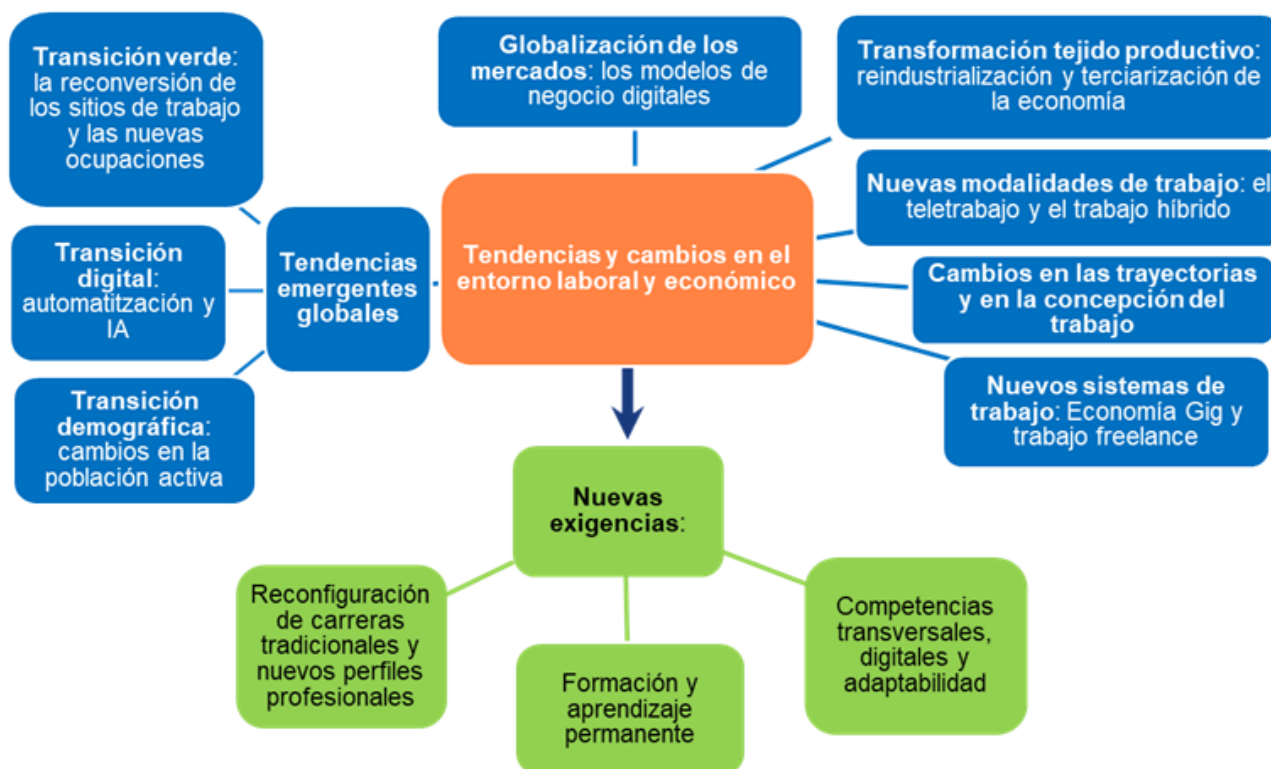 Transición verde:
la reconversión de
los sitios de trabajo
y las nuevas
ocupaciones
Globalización de los
mercados: los modelos de
negocio digitales
Transformación tejido productivo:
reindustrialización y terciarización de
la economía
Nuevas modalidades de trabajo: el
teletrabajo y el trabajo híbrido
Transición
digital:
automatitzación y
IA
Tendencias
emergentes
globales
Tendencias y cambios en el
entorno laboral y económico
Cambios en las trayectorias
y en la concepción del
trabajo
Transición
demográfica:
cambios en la
población activa
Nuevos sistemas de
trabajo: Economía Gig y
trabajo freelance
Nuevas
exigencias:
Reconfiguración
de carreras
tradicionales y
nuevos perfiles
profesionales
Formación y
aprendizaje
permanente
Competencias
transversales,
digitales y
adaptabilidad